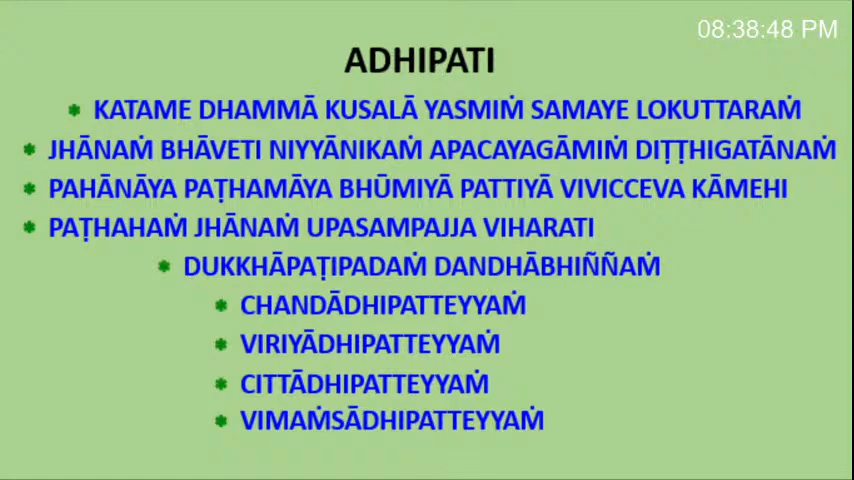 08:38:48 PM
ADHIPATI
KATAME DHAMMĀ KUSALĀ YASMIṀ SAMAYE LOKUTTARAṀ
JHĀNAṀ BHĀVETI NIYYĀNIKAṀ APACAYAGĀMIṀ DIṬṬHIGATĀNAṀ
PAHĀNĀYA PAṬHAMĀYA BHŪMIYĀ PATTIYĀ VIVICCEVA KĀMEHI
PAṬHAHAṀ JHĀNAṀ UPASAMPAJJA VIHARATI
DUKKHĀPAṬIPADAṀ DANDHĀBHIÑÑAṀ
CHANDĀDHIPATTEYYAṀ
VIRIYĀDHIPATTEYYAṀ
CITTĀDHIPATTEYYAṀ
VIMAṀSĀDHIPATTEYYAṀ